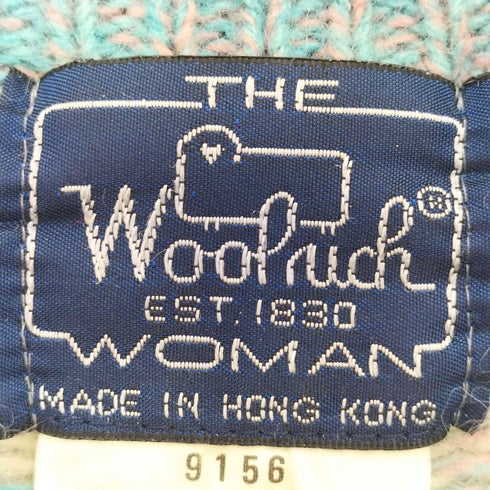 THE
Woolrich®
EST. 1830
WOMAN
MADE IN HONG KONG
9156